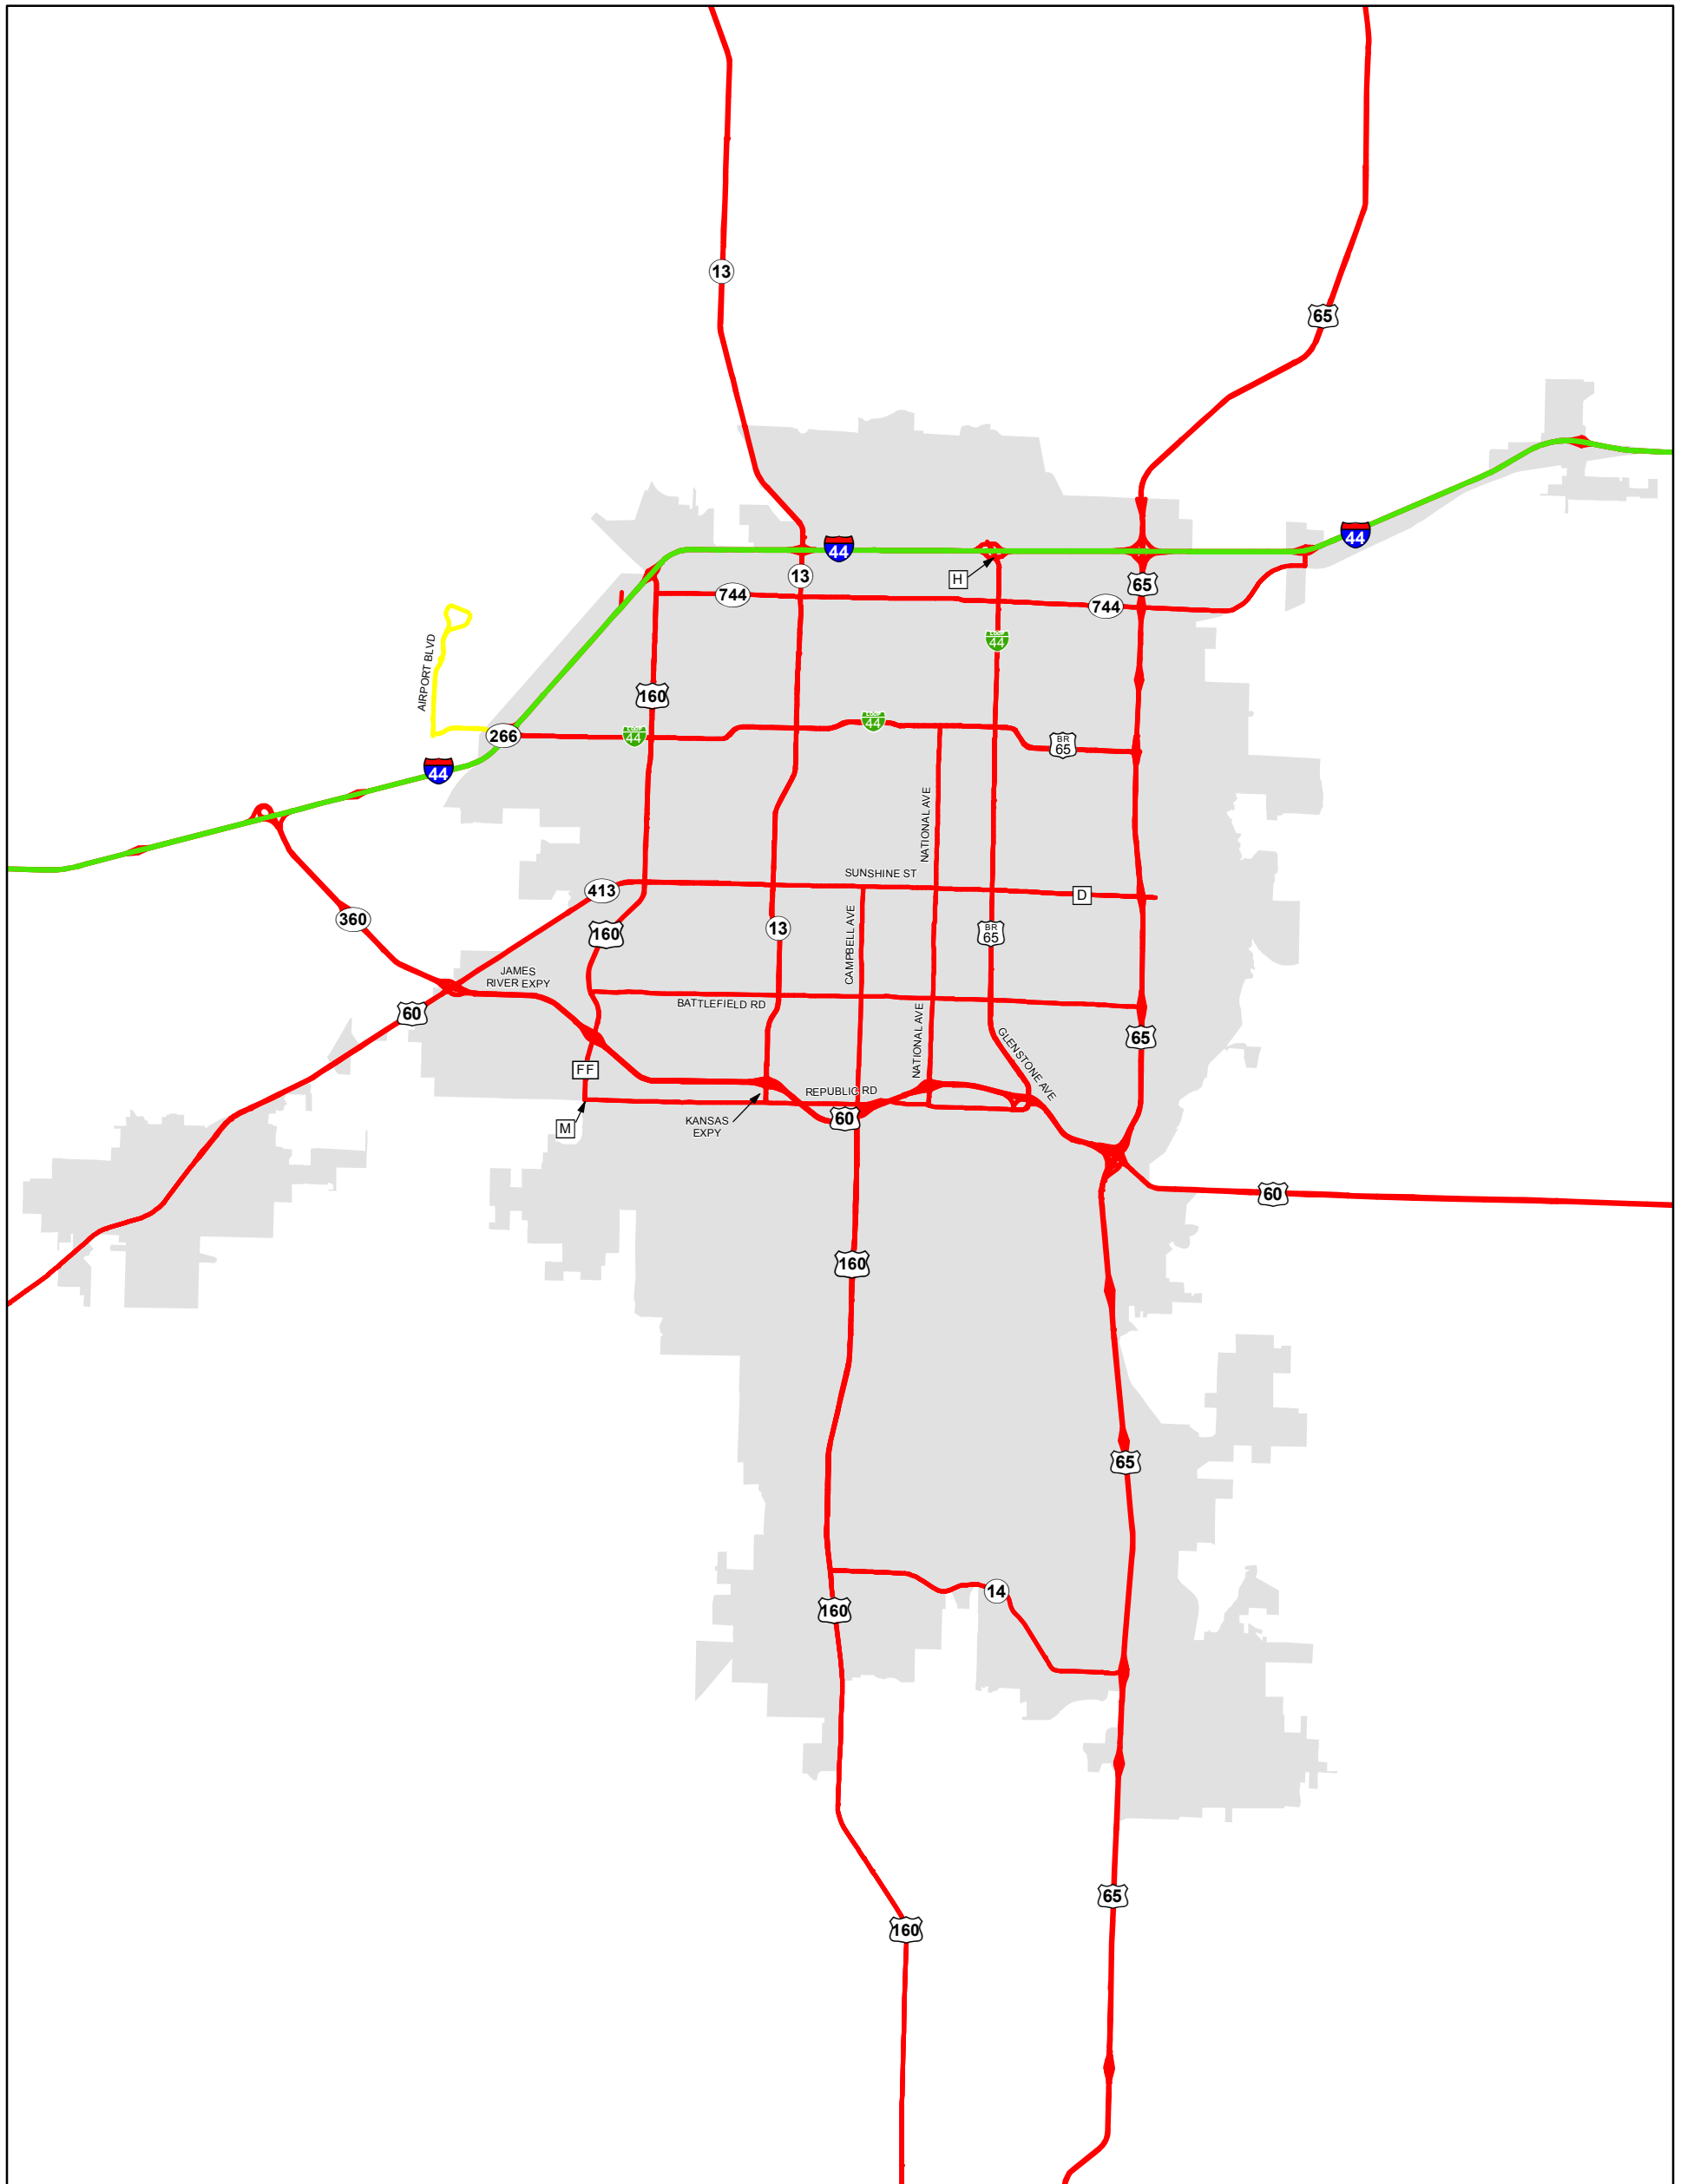 13
65
44
44
13
H
65
744
744
LOOP
44
AIRPORT BLVD
160
LOOP
44
266
LOOP
44
BR
65
44
NATIONAL AVE
SUNSHINE ST
413
D
360
CAMPBELL AVE
13
160
BR
65
JAMES
RIVER EXPY
BATTLEFIELD RD
60
NATIONAL AVE
65
GLENSTONE AVE
FF
REPUBLIC RD
KANSAS
EXPY
60
M
60
160
65
14
160
65
160